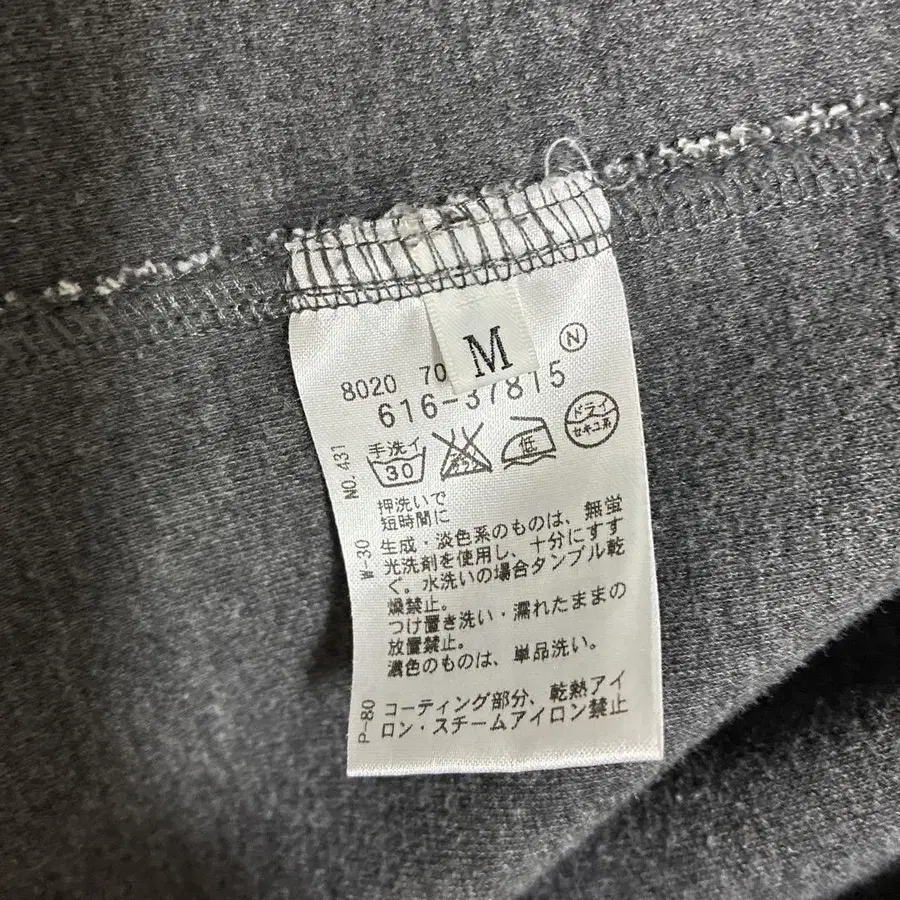 M
N
8020 70
616-37815
NO.431
手洗イ
30
エンソ
サラシ
低
ドライ
セキユ系
W-30
押洗いで
短時間に
生成・淡色系のものは、無蛍
光洗剤を使用し、十分にすす
ぐ。水洗いの場合タンブル乾
燥禁止。
つけ置き洗い・濡れたままの
放置禁止。
濃色のものは、単品洗い。
P-80
コーティング部分、乾熱アイ
ロン・スチームアイロン禁止